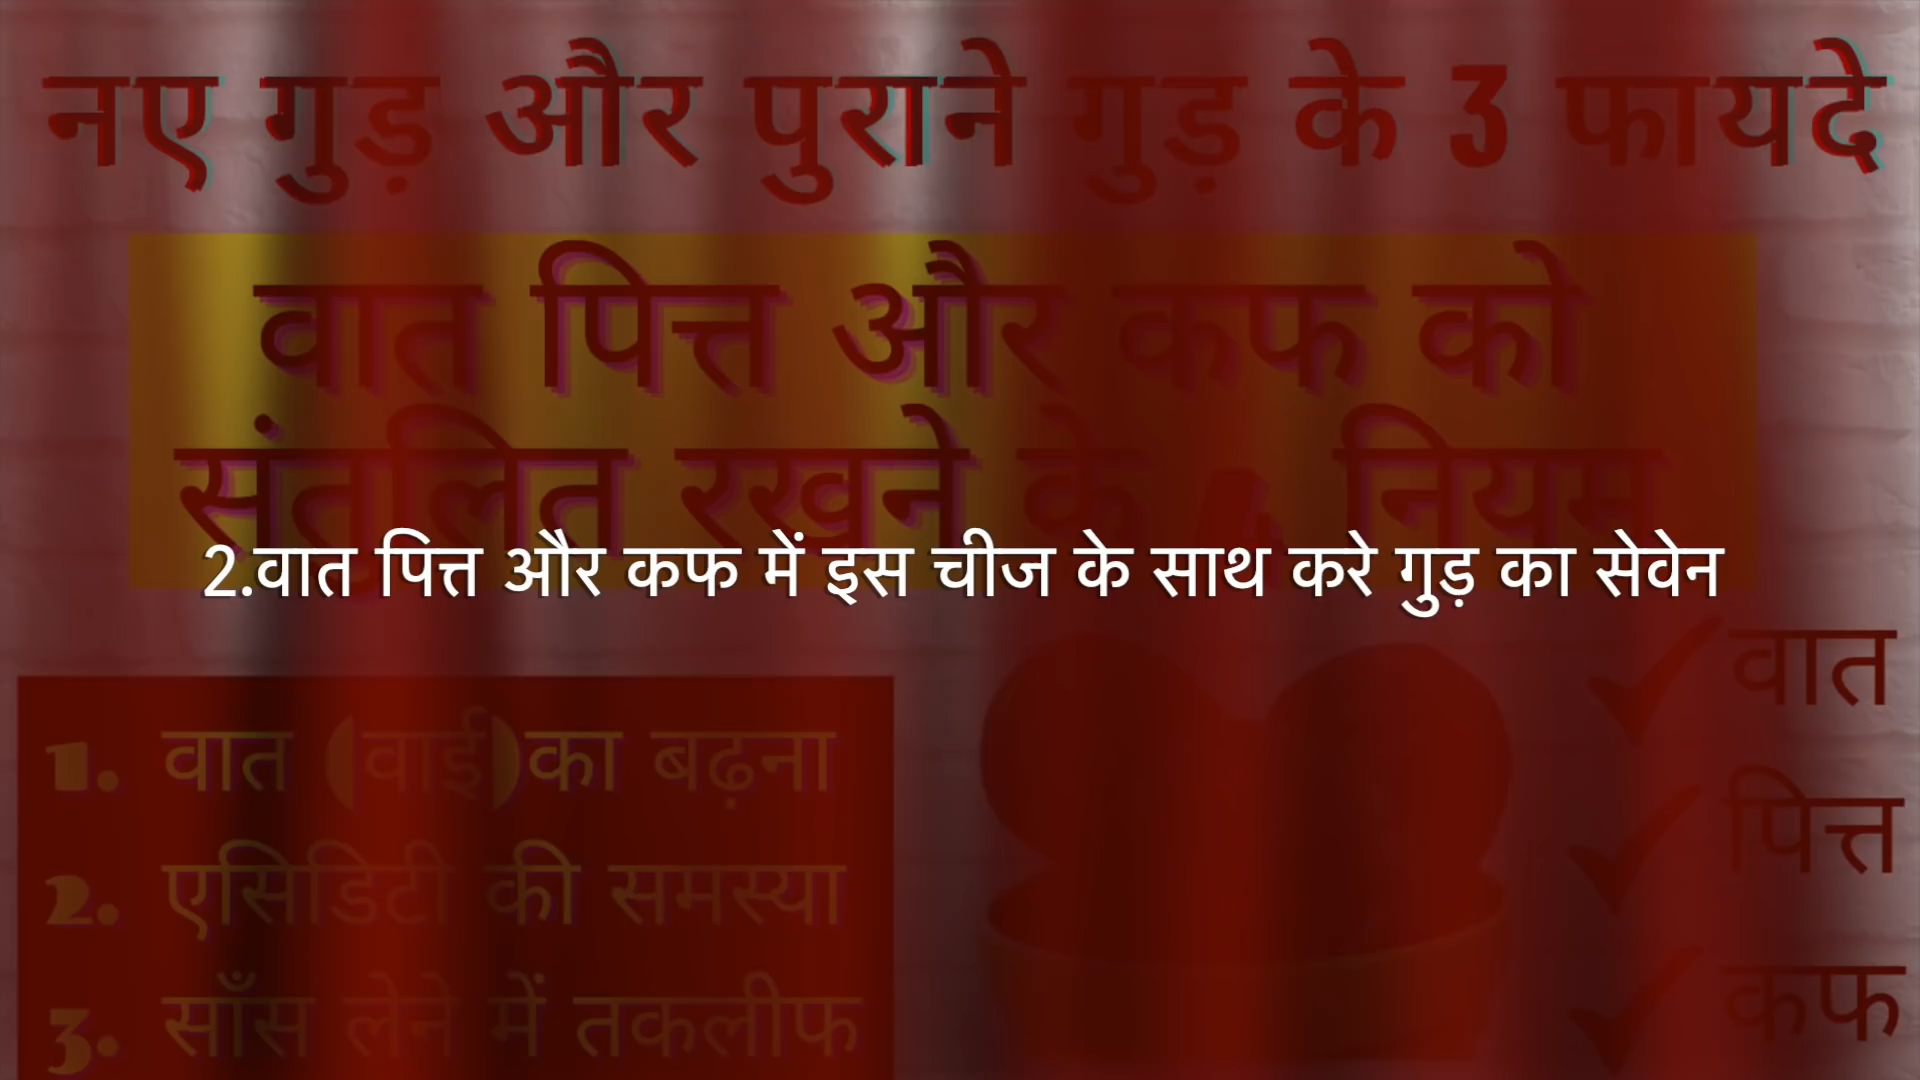 नए गुड़ और पुराने गुड़ के 3 फायदे
वात पित्त और कफ को
संतुलित रखने के 4 नियम
2.वात पित्त और कफ में इस चीज के साथ करे गुड़ का सेवेन
वात
1. वात (वाई)का बढ़ना
पित्त
2. एसिडिटी की समस्या
कफ
3. साँस लेने में तकलीफ